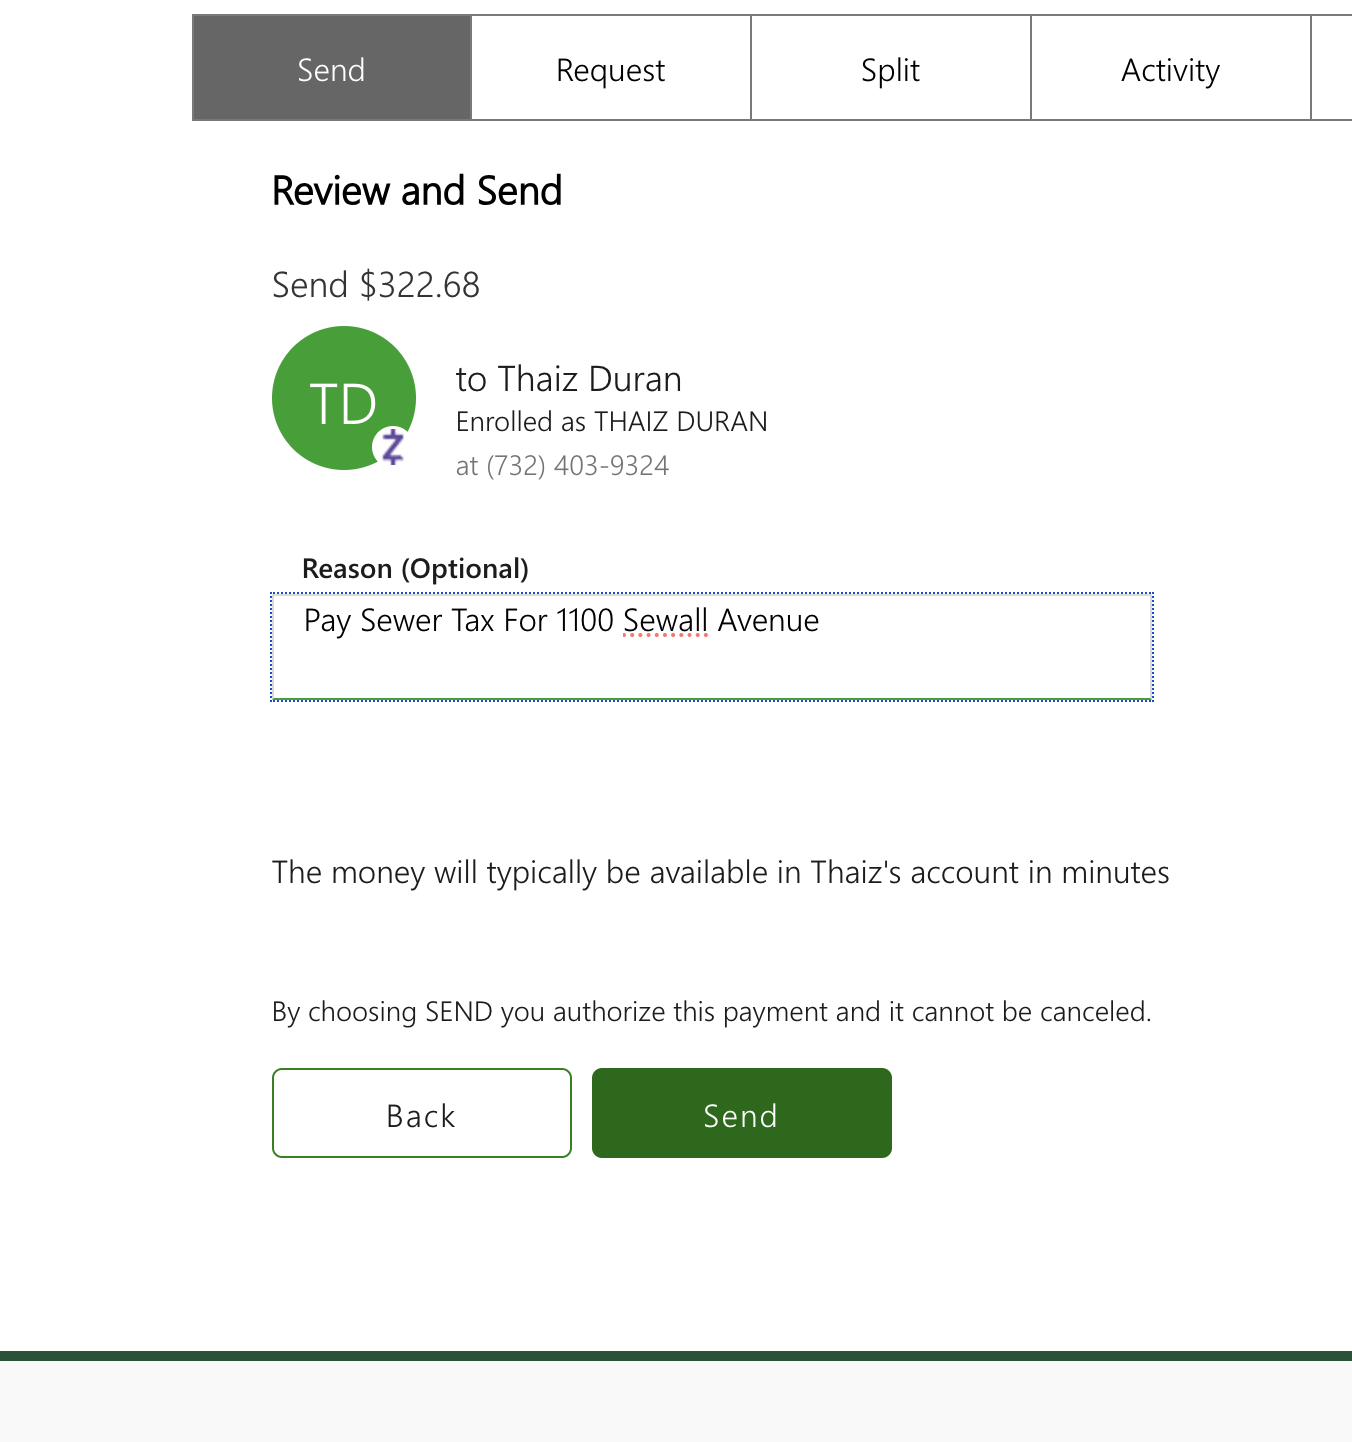 Send
Request
Split
Activity
Review and Send
Send $322.68
TD
to Thaiz Duran
Enrolled as THAIZ DURAN
at (732) 403-9324
Reason (Optional)
Pay Sewer Tax For 1100 Sewall Avenue
The money will typically be available in Thaiz's account in minutes
By choosing SEND you authorize this payment and it cannot be canceled.
Back
Send